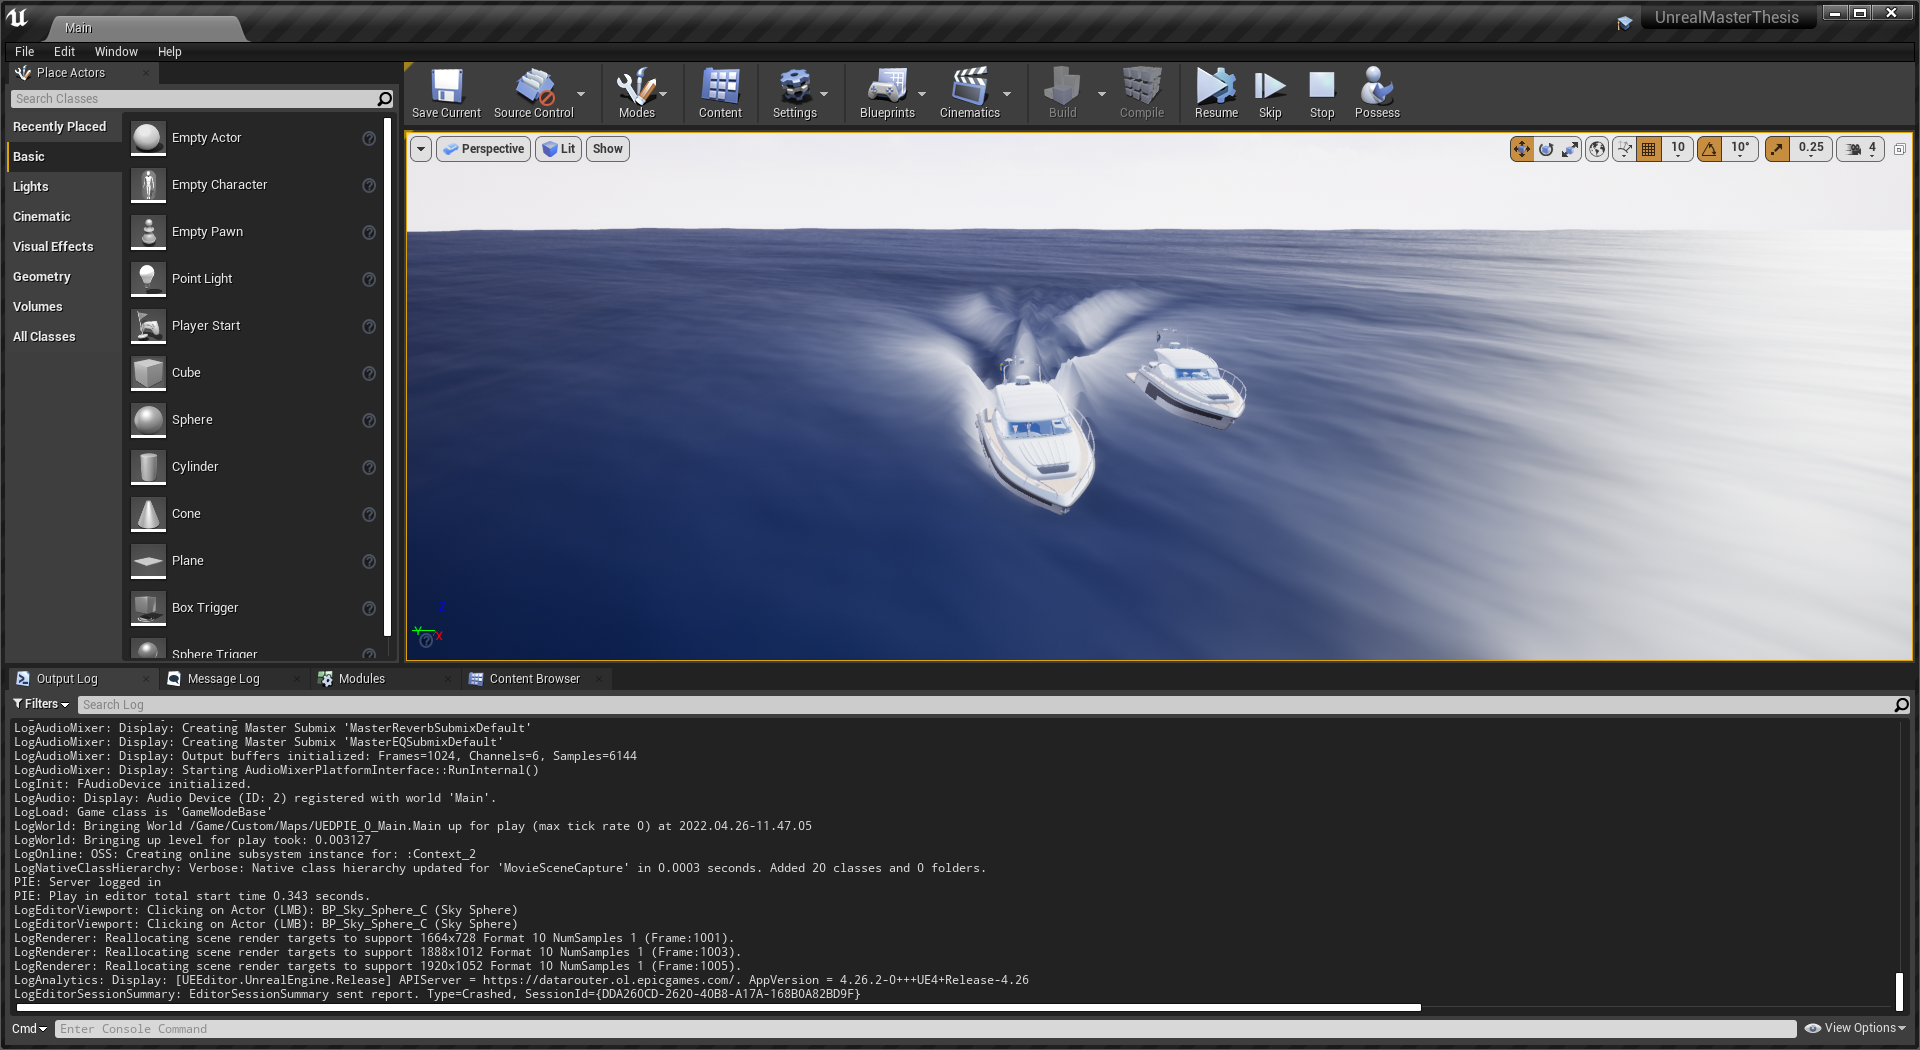 Main
UnrealMasterThesis
File Edit Window Help
Place Actors
Search Classes
Recently Placed
Basic
Lights
Cinematic
Visual Effects
Geometry
Volumes
All Classes
Empty Actor
Empty Character
Empty Pawn
Point Light
Player Start
Cube
Sphere
Cylinder
Cone
Plane
Box Trigger
Sphere Trigger
Save Current Source Control Modes Content Settings Blueprints Cinematics Build Compile Resume Skip Stop Possess
Perspective Lit Show
10 10° 0.25 4
Z
Y X
Output Log Message Log Modules Content Browser
Filters Search Log
LogAudioMixer: Display: Creating Master Submix 'MasterReverbSubmixDefault'
LogAudioMixer: Display: Creating Master Submix 'MasterEQSubmixDefault'
LogAudioMixer: Display: Output buffers initialized: Frames=1024, Channels=6, Samples=6144
LogAudioMixer: Display: Starting AudioMixerPlatformInterface::RunInternal()
LogInit: FAudioDevice initialized.
LogAudio: Display: Audio Device (ID: 2) registered with world 'Main'.
LogLoad: Game class is 'GameModeBase'
LogWorld: Bringing World /Game/Custom/Maps/UEDPIE_0_Main.Main up for play (max tick rate 0) at 2022.04.26-11.47.05
LogWorld: Bringing up level for play took: 0.003127
LogOnline: OSS: Creating online subsystem instance for: :Context_2
LogNativeClassHierarchy: Verbose: Native class hierarchy updated for 'MovieSceneCapture' in 0.0003 seconds. Added 20 classes and 0 folders.
PIE: Server logged in
PIE: Play in editor total start time 0.343 seconds.
LogEditorViewport: Clicking on Actor (LMB): BP_Sky_Sphere_C (Sky Sphere)
LogEditorViewport: Clicking on Actor (LMB): BP_Sky_Sphere_C (Sky Sphere)
LogRenderer: Reallocating scene render targets to support 1664x728 Format 10 NumSamples 1 (Frame:1001).
LogRenderer: Reallocating scene render targets to support 1888x1012 Format 10 NumSamples 1 (Frame:1003).
LogRenderer: Reallocating scene render targets to support 1920x1052 Format 10 NumSamples 1 (Frame:1005).
LogAnalytics: Display: [UEEditor.UnrealEngine.Release] APIServer = https://datarouter.ol.epicgames.com/. AppVersion = 4.26.2-0+++UE4+Release-4.26
LogEditorSessionSummary: EditorSessionSummary sent report. Type=Crashed, SessionId={DDA260CD-2620-40B8-A17A-168B0A82BD9F}
Cmd Enter Console Command View Options